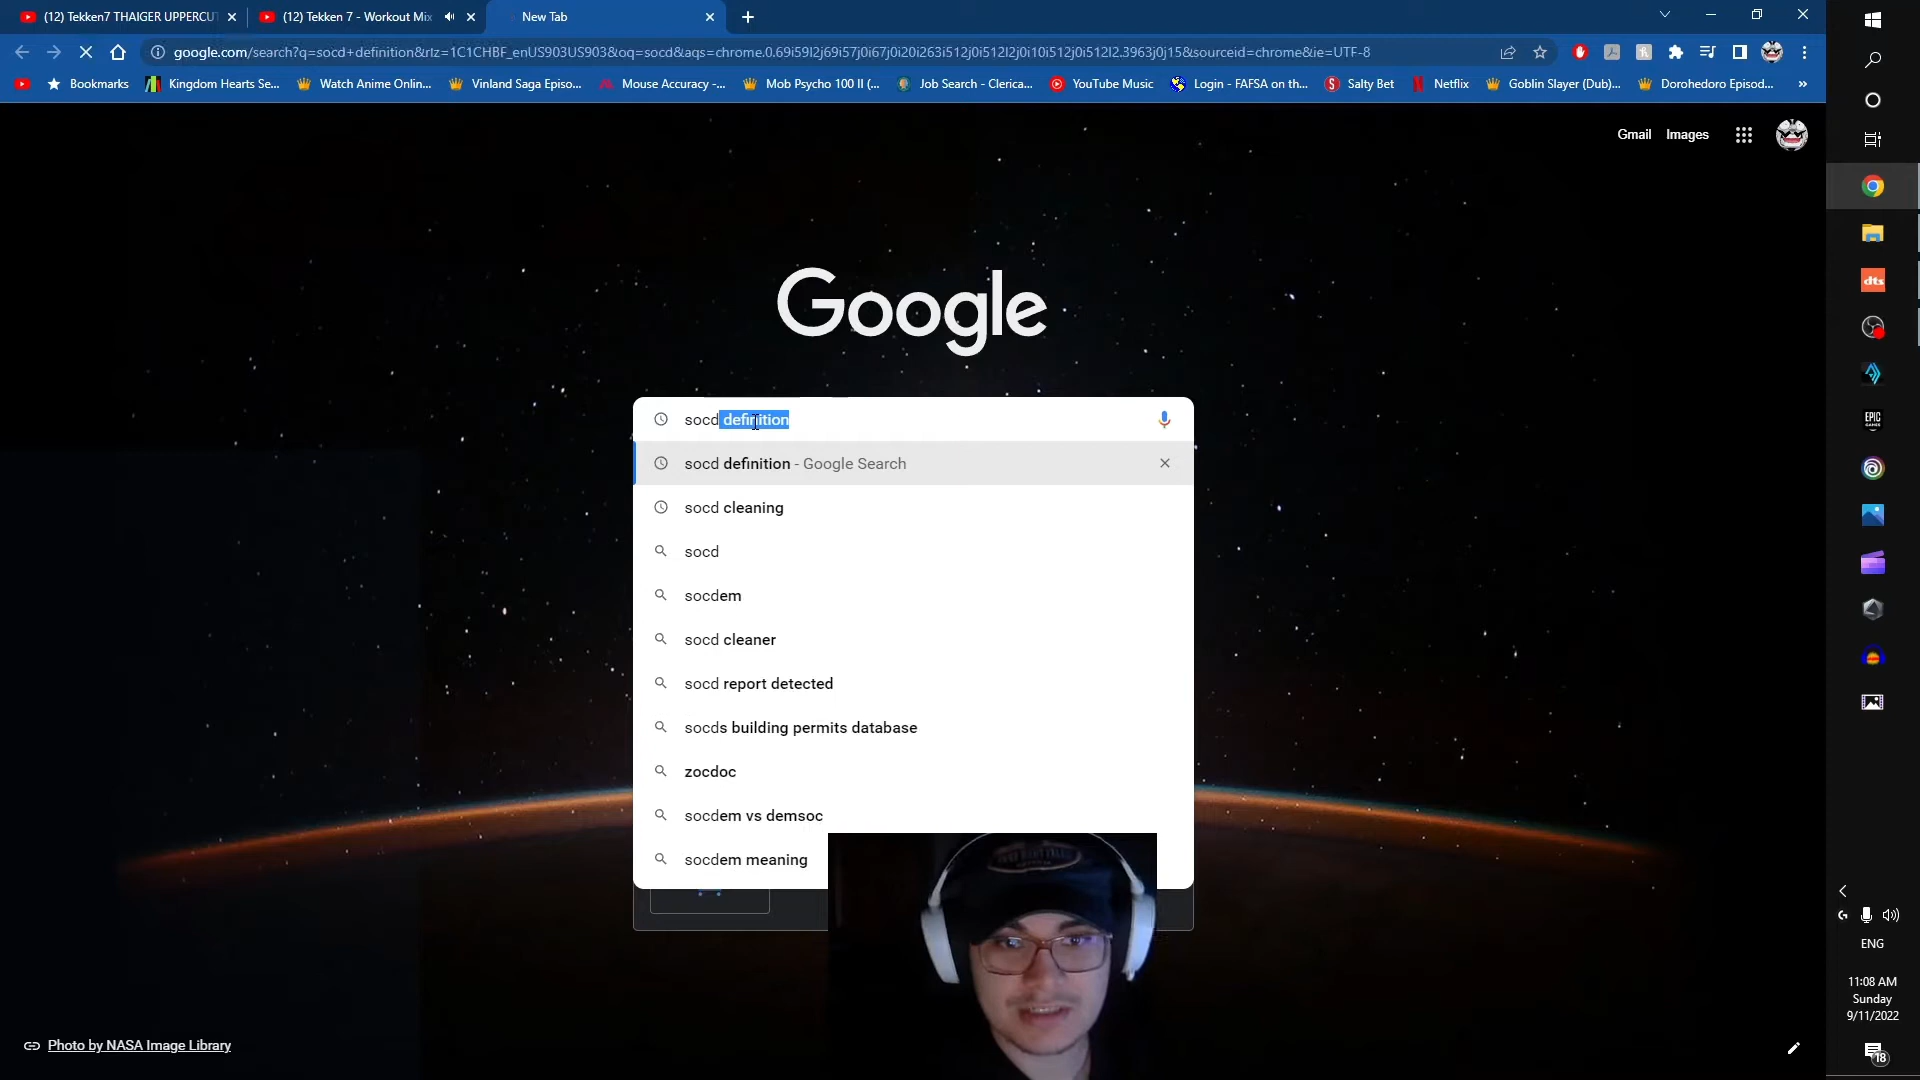 (12) Tekken7 THAIGER UPPERCUT
(12) Tekken 7 - Workout Mix
New Tab
google.com/search?q=socd+definition&rlz=1C1CHBF_enUS903US903&oq=socd&aqs=chrome.0.69i59l2j69i57j0i67j0i20i263i512j0i512l2j0i10i512j0i512l2.3963j0j15&sourceid=chrome&ie=UTF-8
Bookmarks
Kingdom Hearts Se...
Watch Anime Onlin...
Vinland Saga Episo...
Mouse Accuracy -...
Mob Psycho 100 II (...
Job Search - Clerica...
YouTube Music
Login - FAFSA on th...
Salty Bet
Netflix
Goblin Slayer (Dub)...
Dorohedoro Episod...
»
Gmail
Images
Google
socd definition
socd definition - Google Search
socd cleaning
socd
socdem
socd cleaner
socd report detected
socds building permits database
zocdoc
socdem vs demsoc
socdem meaning
Photo by NASA Image Library
dts
EPIC
GAMES
ENG
11:08 AM
Sunday
9/11/2022
18